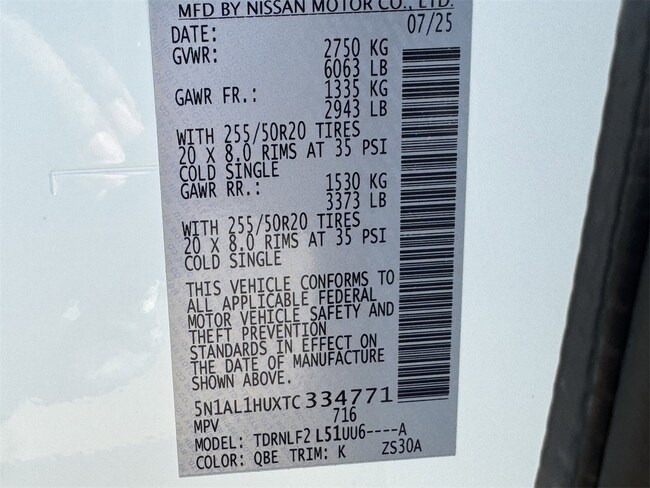 MFD BY NISSAN MOTOR CO., LTD.
DATE: 07/25
GVWR: 2750 KG
6063 LB
GAWR FR.: 1335 KG
2943 LB
WITH 255/50R20 TIRES
20 X 8.0 RIMS AT 35 PSI
COLD SINGLE
GAWR RR.: 1530 KG
3373 LB
WITH 255/50R20 TIRES
20 X 8.0 RIMS AT 35 PSI
COLD SINGLE
THIS VEHICLE CONFORMS TO
ALL APPLICABLE FEDERAL
MOTOR VEHICLE SAFETY AND
THEFT PREVENTION
STANDARDS IN EFFECT ON
THE DATE OF MANUFACTURE
SHOWN ABOVE.
5N1AL1HUXTC334771
MPV 716
MODEL: TDRNLF2 L51UU6----A
COLOR: QBE TRIM: K ZS30A